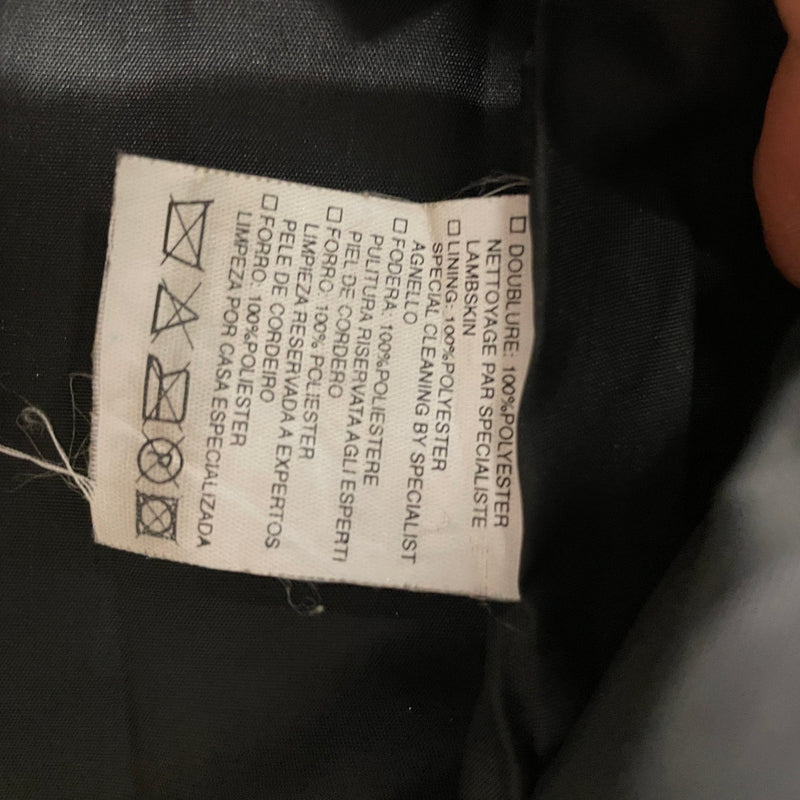 ☐ DOUBLURE: 100%POLYESTER
NETTOYAGE PAR SPECIALISTE
LAMBSKIN
☐ LINING: 100%POLYESTER
SPECIAL CLEANING BY SPECIALIST
AGNELLO
☐ FODERA: 100%POLIESTERE
PULITURA RISERVATA AGLI ESPERTI
PIEL DE CORDERO
☐ FORRO: 100% POLIESTER
LIMPIEZA RESERVADA A EXPERTOS
PELE DE CORDEIRO
☐ FORRO: 100%POLIESTER
LIMPEZA POR CASA ESPECIALIZADA
P